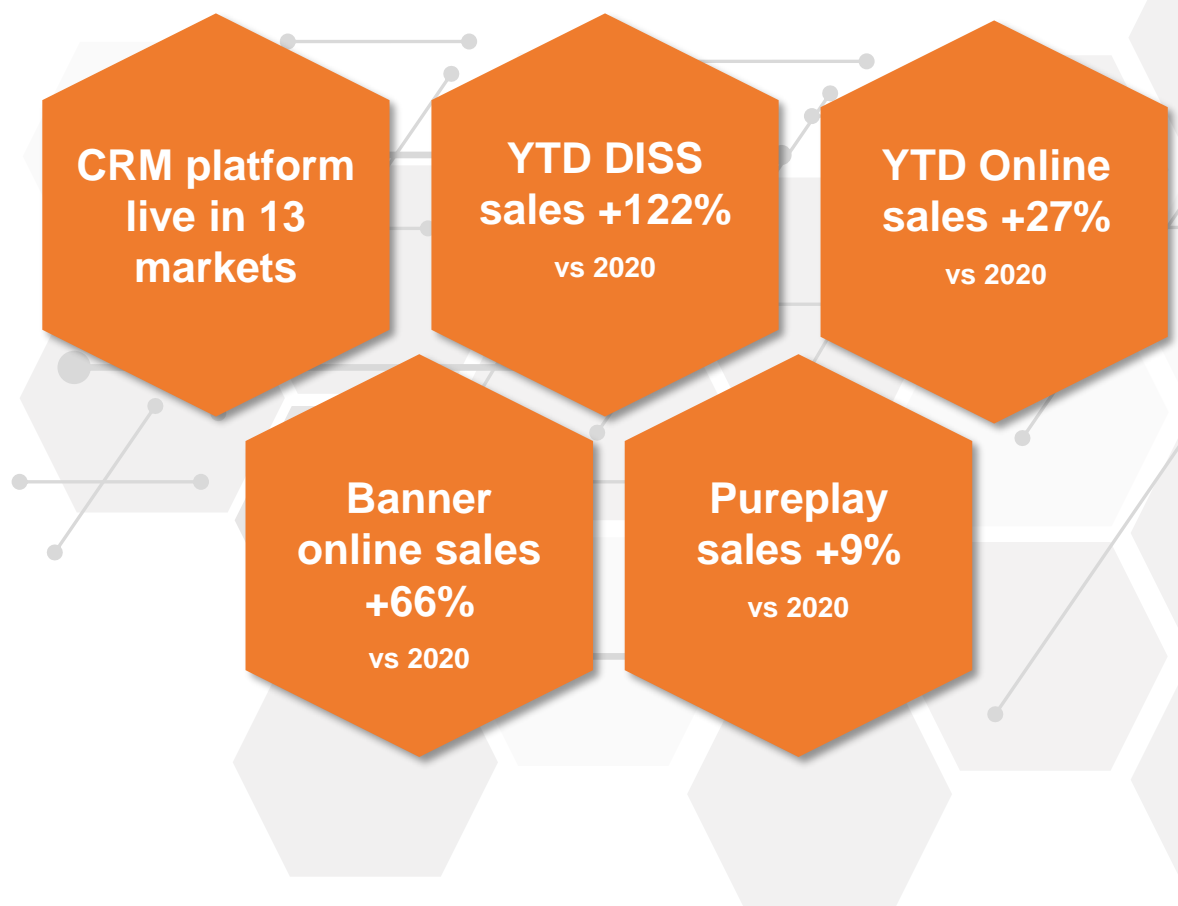 CRM platform
live in 13
markets
YTD DISS
sales +122%
vs 2020
YTD Online
sales +27%
vs 2020
Banner
online sales
+66%
vs 2020
Pureplay
sales +9%
vs 2020